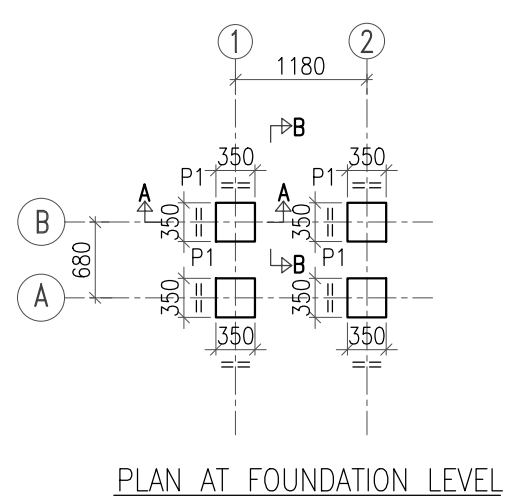 1 2
1180
B
350 350
P1 P1
A A
B 350 350
P1 B P1
680
A 350 350
350 350
PLAN AT FOUNDATION LEVEL